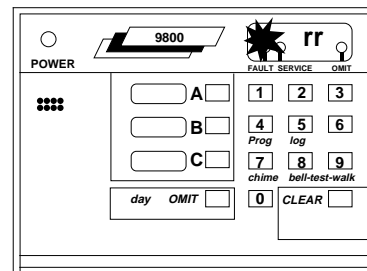 9800
rr
POWER
FAULT SERVICE OMIT
A 1 2 3
B 4 5 6
Prog log
C 7 8 9
chime bell-test-walk
day OMIT 0 CLEAR